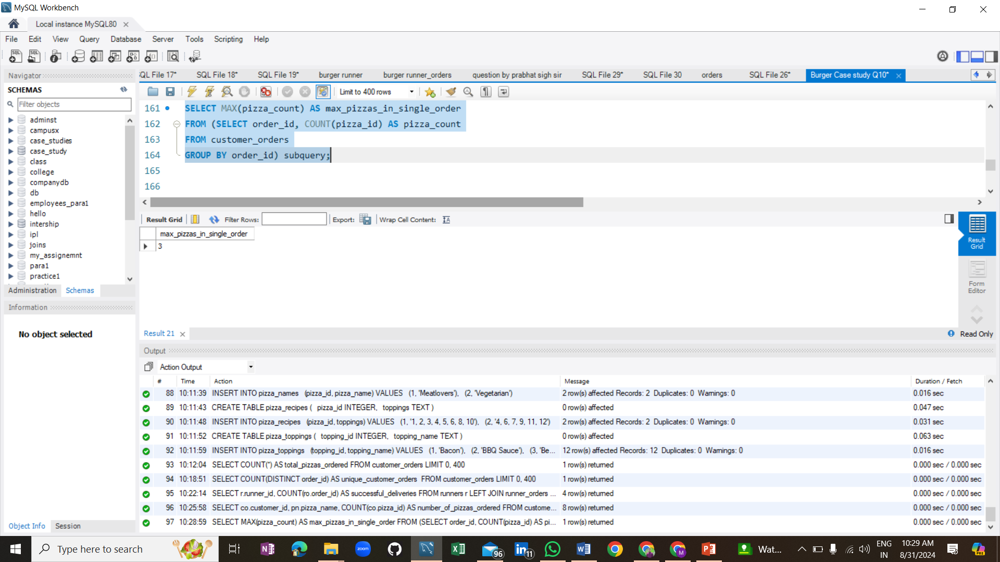 MySQL Workbench
Local instance MySQL80
File Edit View Query Database Server Tools Scripting Help
Navigator
SCHEMAS
Filter objects
adminst
campusx
case_studies
case_study
class
college
companydb
db
employees_para1
hello
intership
ipl
joins
my_assignemnt
para1
practice1
Administration Schemas
Information
No object selected
Object Info Session
SQL File 17* SQL File 18* SQL File 19* burger runner burger runner_orders question by prabhat sigh sir SQL File 29* SQL File 30 orders SQL File 26* Burger Case study Q10*
Limit to 400 rows
161 SELECT MAX(pizza_count) AS max_pizzas_in_single_order
162 FROM (SELECT order_id, COUNT(pizza_id) AS pizza_count
163 FROM customer_orders
164 GROUP BY order_id) subquery;
165
166
Result Grid Filter Rows: Export: Wrap Cell Content:
max_pizzas_in_single_order
3
Result Grid
Form Editor
Result 21
Read Only
Output
Action Output
# Time Action Message Duration / Fetch
88 10:11:39 INSERT INTO pizza_names (pizza_id, pizza_name) VALUES (1, 'Meatlovers'), (2, 'Vegetarian') 2 row(s) affected Records: 2 Duplicates: 0 Warnings: 0 0.016 sec
89 10:11:43 CREATE TABLE pizza_recipes ( pizza_id INTEGER, toppings TEXT ) 0 row(s) affected 0.047 sec
90 10:11:48 INSERT INTO pizza_recipes (pizza_id, toppings) VALUES (1, '1, 2, 3, 4, 5, 6, 8, 10'), (2, '4, 6, 7, 9, 11, 12') 2 row(s) affected Records: 2 Duplicates: 0 Warnings: 0 0.031 sec
91 10:11:52 CREATE TABLE pizza_toppings ( topping_id INTEGER, topping_name TEXT ) 0 row(s) affected 0.063 sec
92 10:11:59 INSERT INTO pizza_toppings (topping_id, topping_name) VALUES (1, 'Bacon'), (2, 'BBQ Sauce'), (3, 'Be... 12 row(s) affected Records: 12 Duplicates: 0 Warnings: 0 0.016 sec
93 10:12:04 SELECT COUNT(*) AS total_pizzas_ordered FROM customer_orders LIMIT 0, 400 1 row(s) returned 0.000 sec / 0.000 sec
94 10:18:51 SELECT COUNT(DISTINCT order_id) AS unique_customer_orders FROM customer_orders LIMIT 0, 400 1 row(s) returned 0.000 sec / 0.000 sec
95 10:22:14 SELECT r.runner_id, COUNT(ro.order_id) AS successful_deliveries FROM runners r LEFT JOIN runner_orders ... 4 row(s) returned 0.000 sec / 0.000 sec
96 10:25:58 SELECT co.customer_id, pn.pizza_name, COUNT(co.pizza_id) AS number_of_pizzas_ordered FROM custome... 8 row(s) returned 0.000 sec / 0.000 sec
97 10:28:59 SELECT MAX(pizza_count) AS max_pizzas_in_single_order FROM (SELECT order_id, COUNT(pizza_id) AS pi... 1 row(s) returned 0.000 sec / 0.000 sec
Type here to search
zoom
96
11
Wat...
ENG IN
10:29 AM
8/31/2024